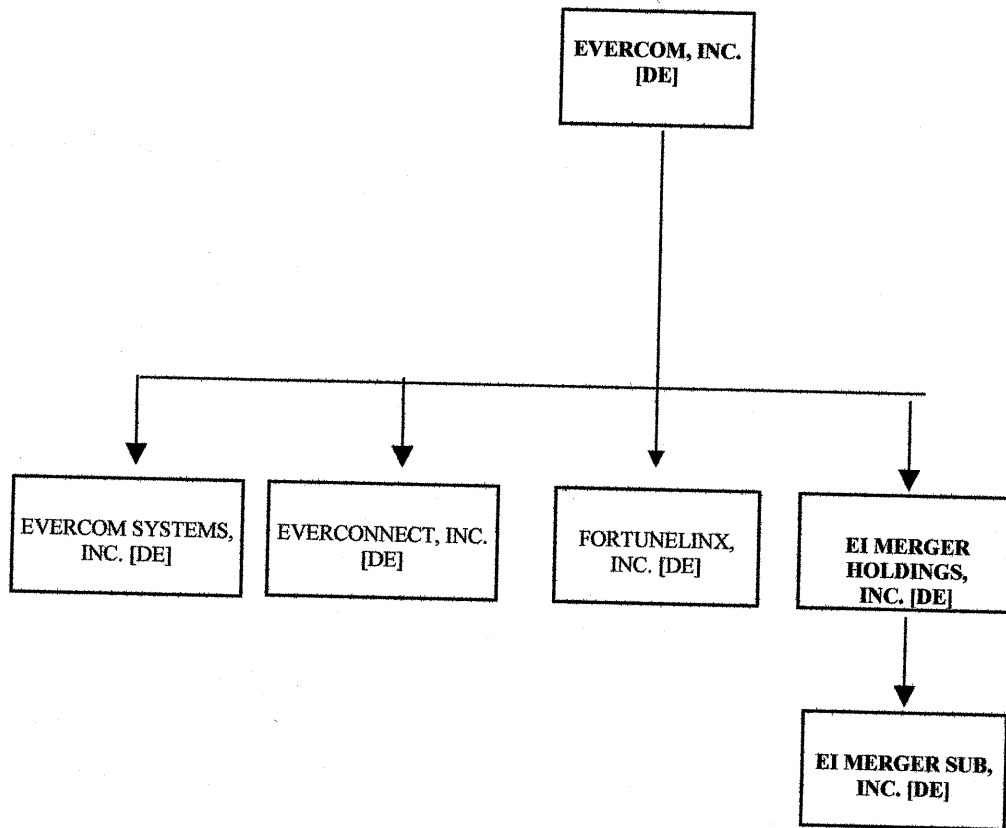 EVERCOM, INC.
[DE]
EVERCOM SYSTEMS,
INC. [DE]
EVERCONNECT, INC.
[DE]
FORTUNELINX,
INC. [DE]
EI MERGER
HOLDINGS,
INC. [DE]
EI MERGER SUB,
INC. [DE]